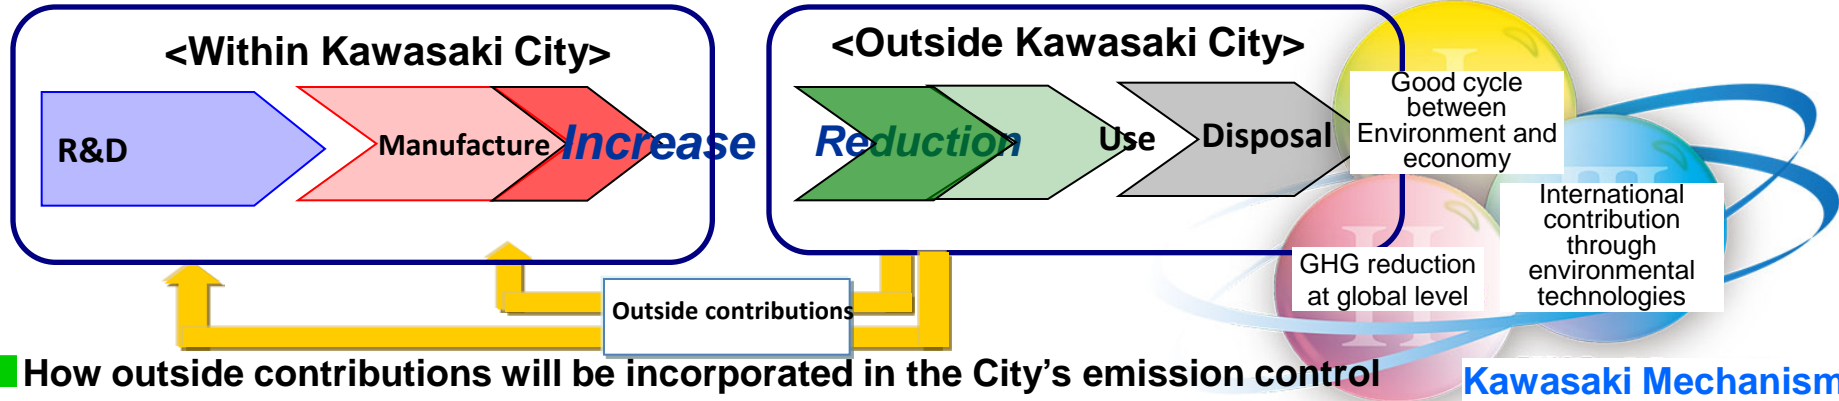 <Within Kawasaki City>
R&D
Manufacture
Increase
<Outside Kawasaki City>
Reduction
Use
Disposal
I
Good cycle
between
Environment and
economy
II
GHG reduction
at global level
III
International
contribution
through
environmental
technologies
Outside contributions
How outside contributions will be incorporated in the City's emission control
Kawasaki Mechanism